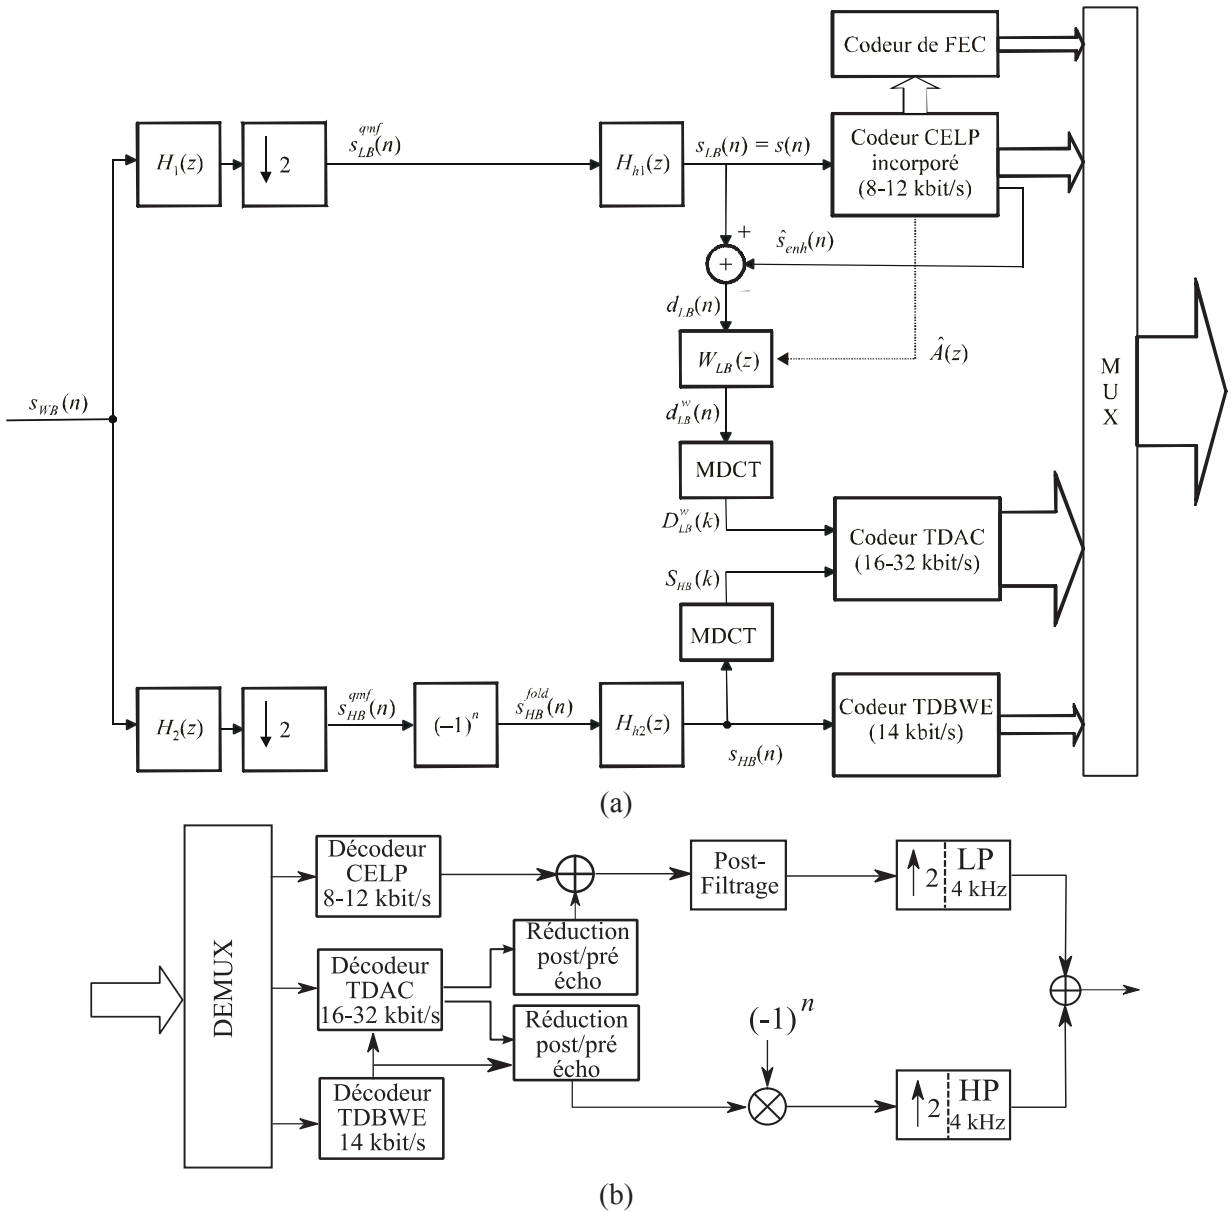 Codeur de FEC
H₁(z)
↓ 2
s_LB^qmf(n)
H_h1(z)
s_LB(n) = s(n)
Codeur CELP
incorporé
(8-12 kbit/s)
+
ŝ_enh(n)
+
–
d_LB(n)
W_LB(z)
Â(z)
s_WB(n)
d_LB^w(n)
M
U
X
MDCT
D_LB^w(k)
Codeur TDAC
(16-32 kbit/s)
S_HB(k)
MDCT
H₂(z)
↓ 2
s_HB^qmf(n)
(–1)^n
s_HB^fold(n)
H_h2(z)
s_HB(n)
Codeur TDBWE
(14 kbit/s)
(a)
DEMUX
Décodeur
CELP
8-12 kbit/s
Post-
Filtrage
↑ 2
LP
4 kHz
Réduction
post/pré
écho
Décodeur
TDAC
16-32 kbit/s
Réduction
post/pré
écho
(-1)^n
Décodeur
TDBWE
14 kbit/s
↑ 2
HP
4 kHz
(b)